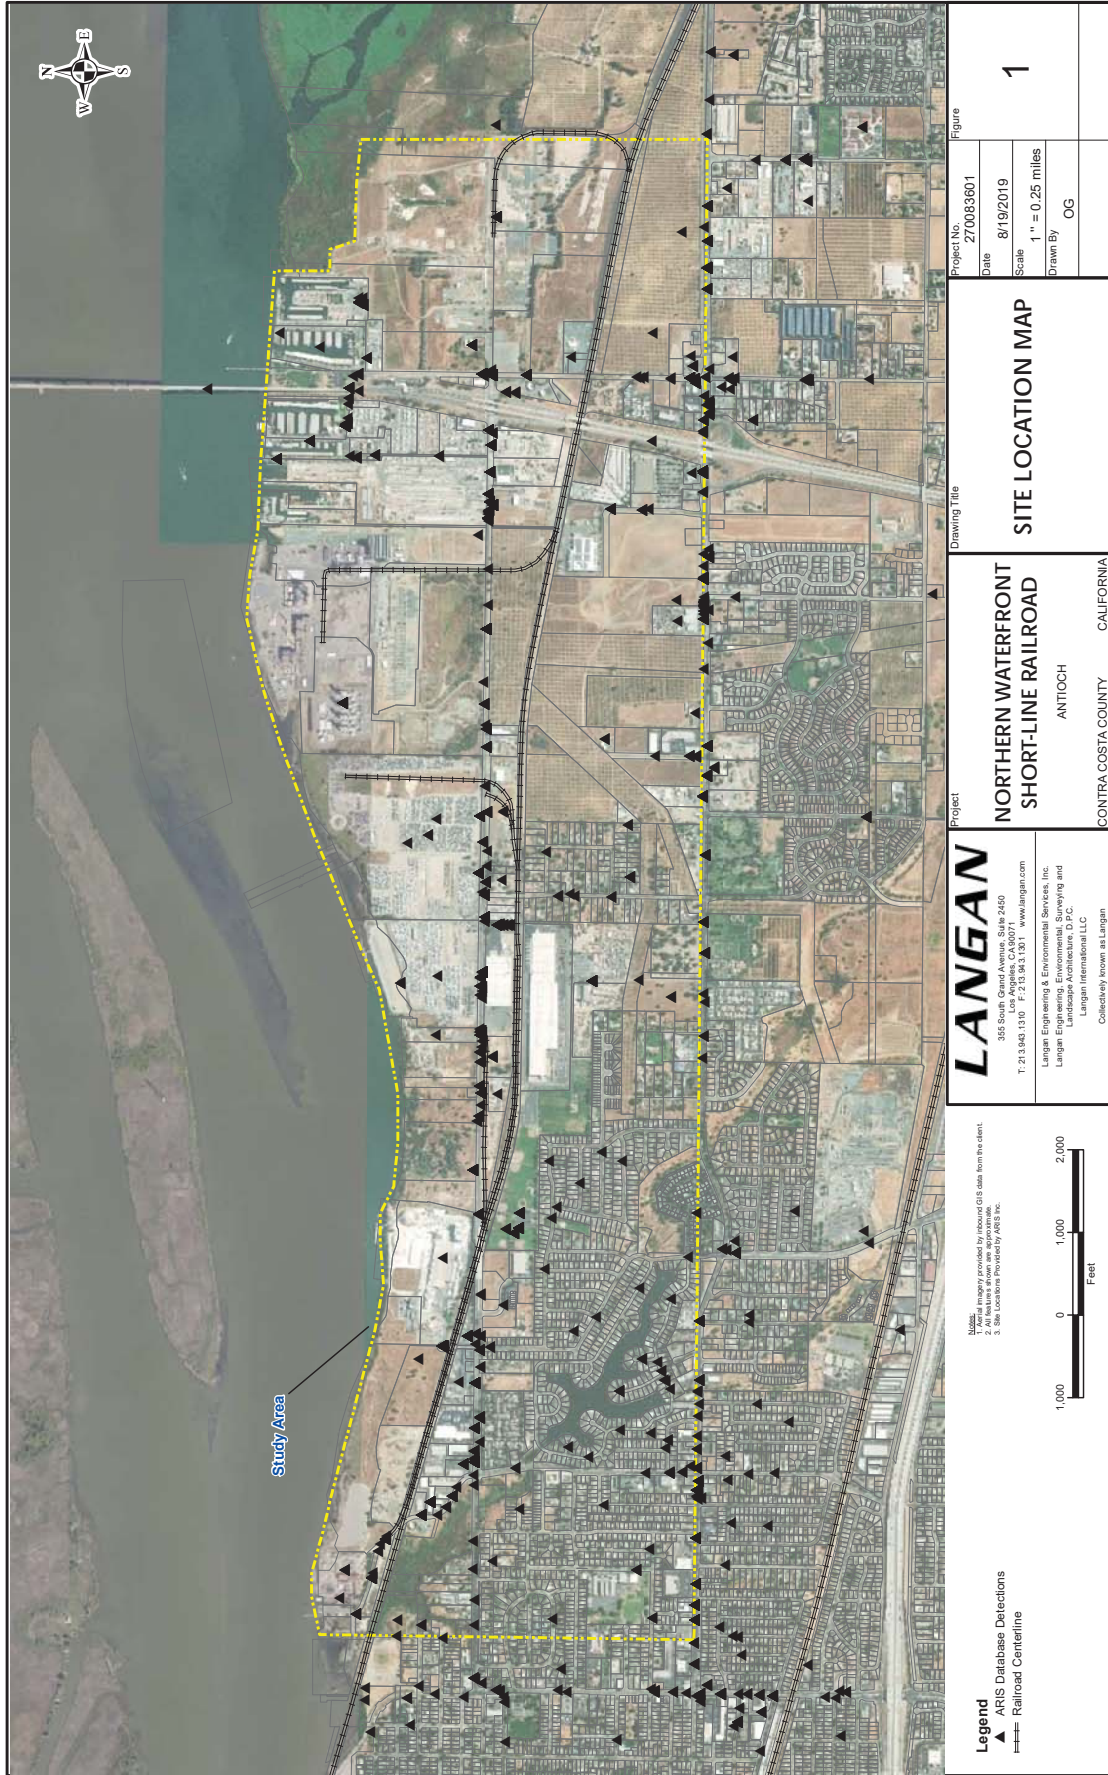 N
E
S
W
Study Area
Legend
ARIS Database Detections
Railroad Centerline
Notes:
1. Aerial imagery provided by inbound GIS data from the client.
2. All features shown are approximate.
3. Site Locations Provided by ARIS Inc.
1,000
0
1,000
2,000
Feet
LANGAN
355 South Grand Avenue, Suite 2450
Los Angeles, CA 90071
T: 213.943.1310 F: 213.943.1301 www.langan.com
Langan Engineering & Environmental Services, Inc.
Langan Engineering, Environmental, Surveying and
Landscape Architecture, D.P.C.
Langan International LLC
Collectively known as Langan
Project
NORTHERN WATERFRONT
SHORT-LINE RAILROAD
ANTIOCH
CONTRA COSTA COUNTY CALIFORNIA
Drawing Title
SITE LOCATION MAP
Project No.
270083601
Date
8/19/2019
Scale
1 " = 0.25 miles
Drawn By
OG
Figure
1